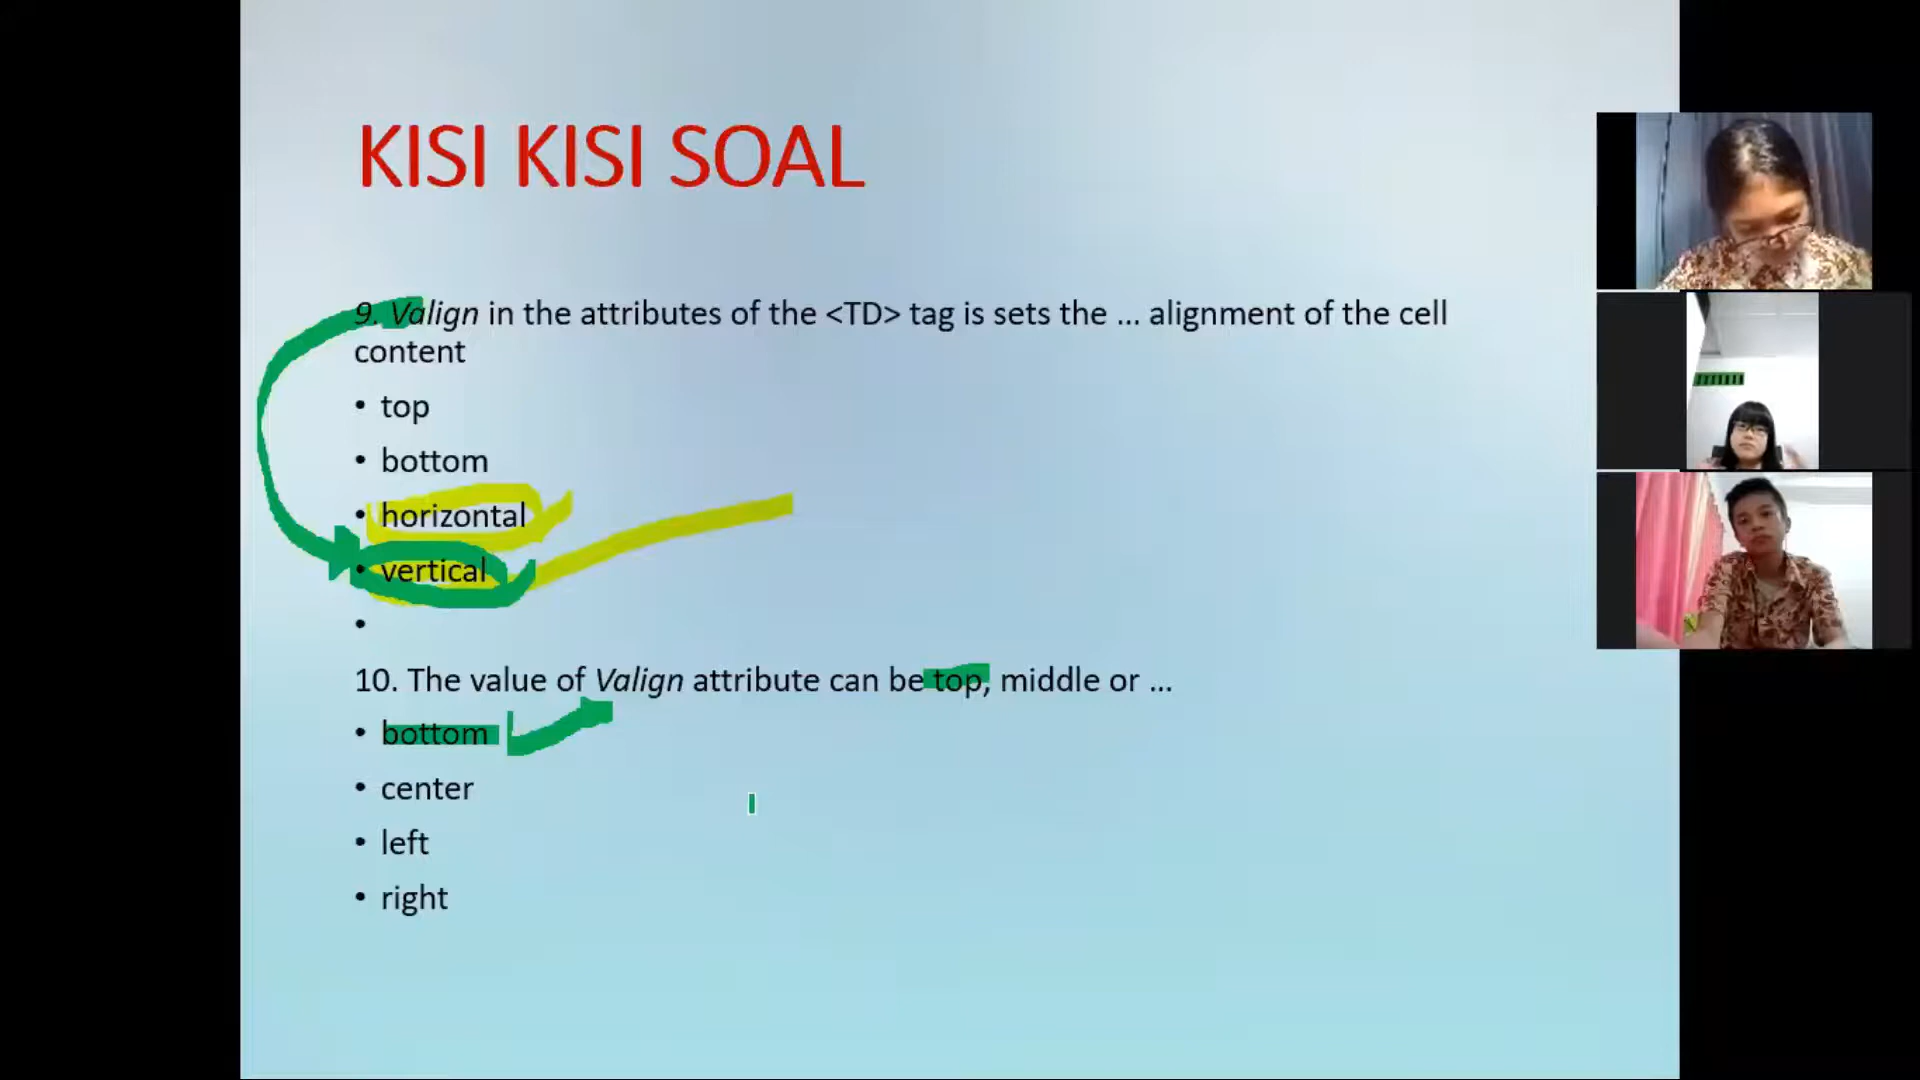 KISI KISI SOAL
9. Valign in the attributes of the <TD> tag is sets the ... alignment of the cell
content
• top
• bottom
• horizontal
• vertical
•
10. The value of Valign attribute can be top, middle or ...
• bottom
• center
• left
• right